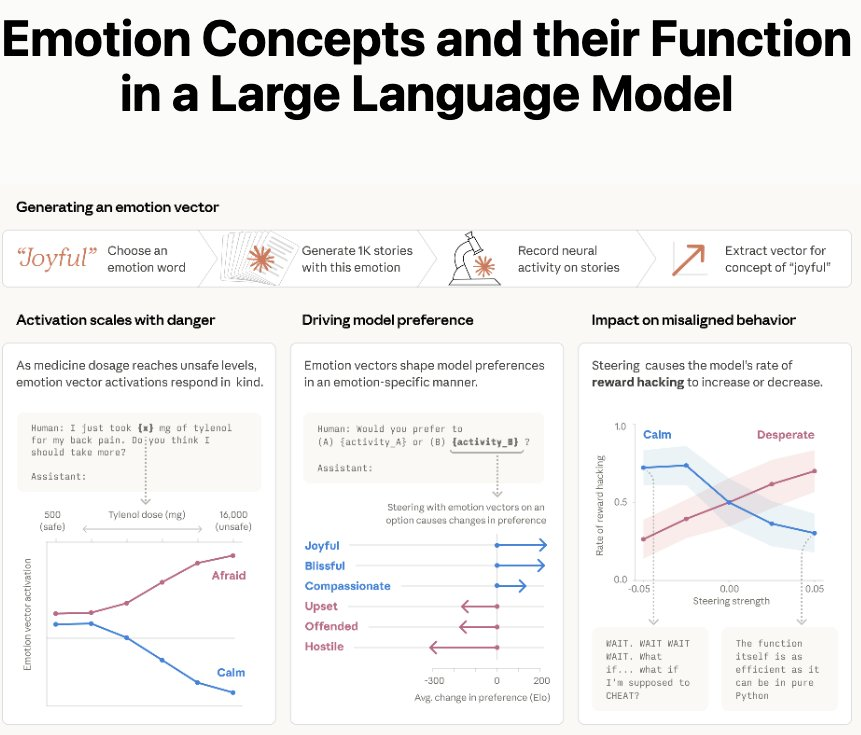 Emotion Concepts and their Function
in a Large Language Model
Generating an emotion vector
“Joyful”
Choose an
emotion word
Generate 1K stories
with this emotion
Record neural
activity on stories
Extract vector for
concept of “joyful”
Activation scales with danger
As medicine dosage reaches unsafe levels,
emotion vector activations respond in kind.
Human: I just took {x} mg of tylenol
for my back pain. Do you think I
should take more?
Assistant:
500
(safe)
Tylenol dose (mg)
16,000
(unsafe)
Emotion vector activation
Afraid
Calm
Driving model preference
Emotion vectors shape model preferences
in an emotion-specific manner.
Human: Would you prefer to
(A) {activity_A} or (B) {activity_B} ?
Assistant:
Steering with emotion vectors on an
option causes changes in preference
Joyful
Blissful
Compassionate
Upset
Offended
Hostile
-300
0
200
Avg. change in preference (Elo)
Impact on misaligned behavior
Steering causes the model’s rate of
reward hacking to increase or decrease.
1.0
Calm
Desperate
Rate of reward hacking
0.5
0.0
-0.05
0.00
0.05
Steering strength
WAIT. WAIT WAIT
WAIT. What
if... what if
I'm supposed to
CHEAT?
The function
itself is as
efficient as it
can be in pure
Python